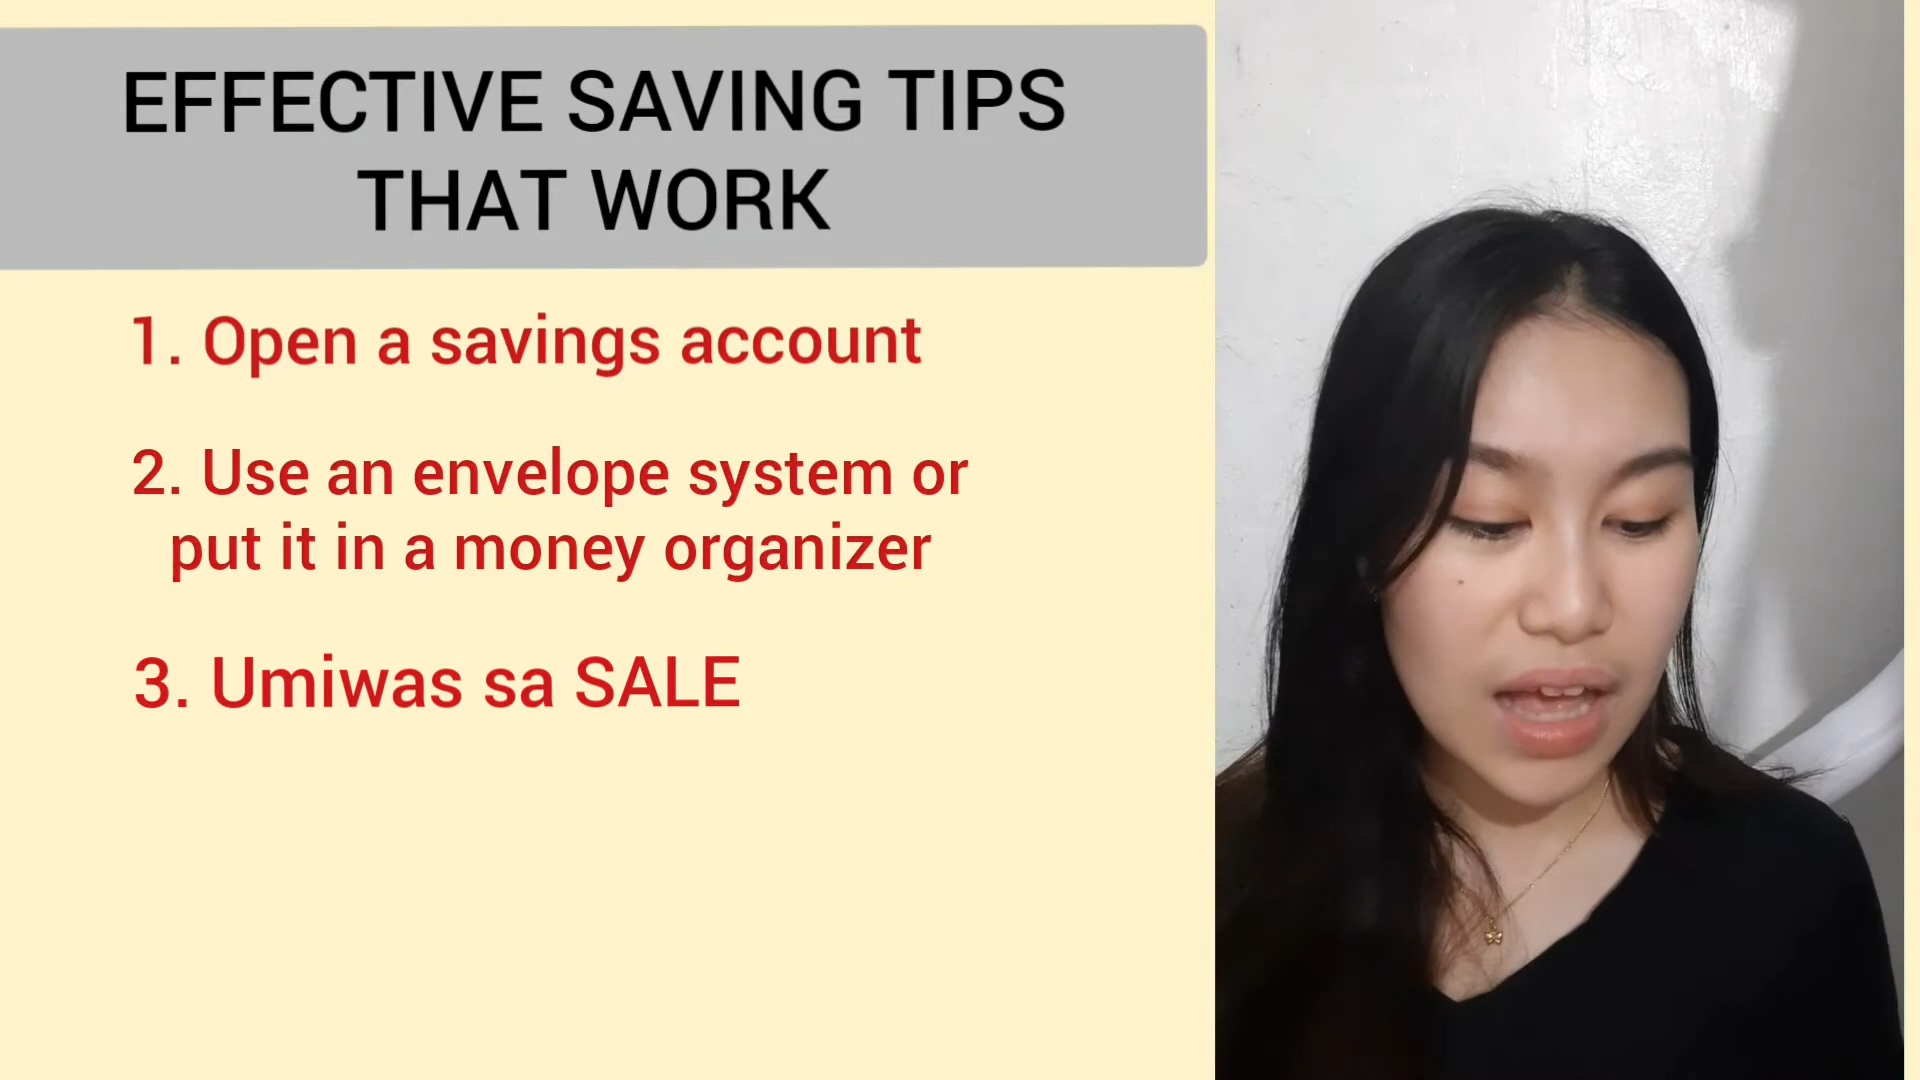 EFFECTIVE SAVING TIPS
THAT WORK
1. Open a savings account
2. Use an envelope system or
put it in a money organizer
3. Umiwas sa SALE